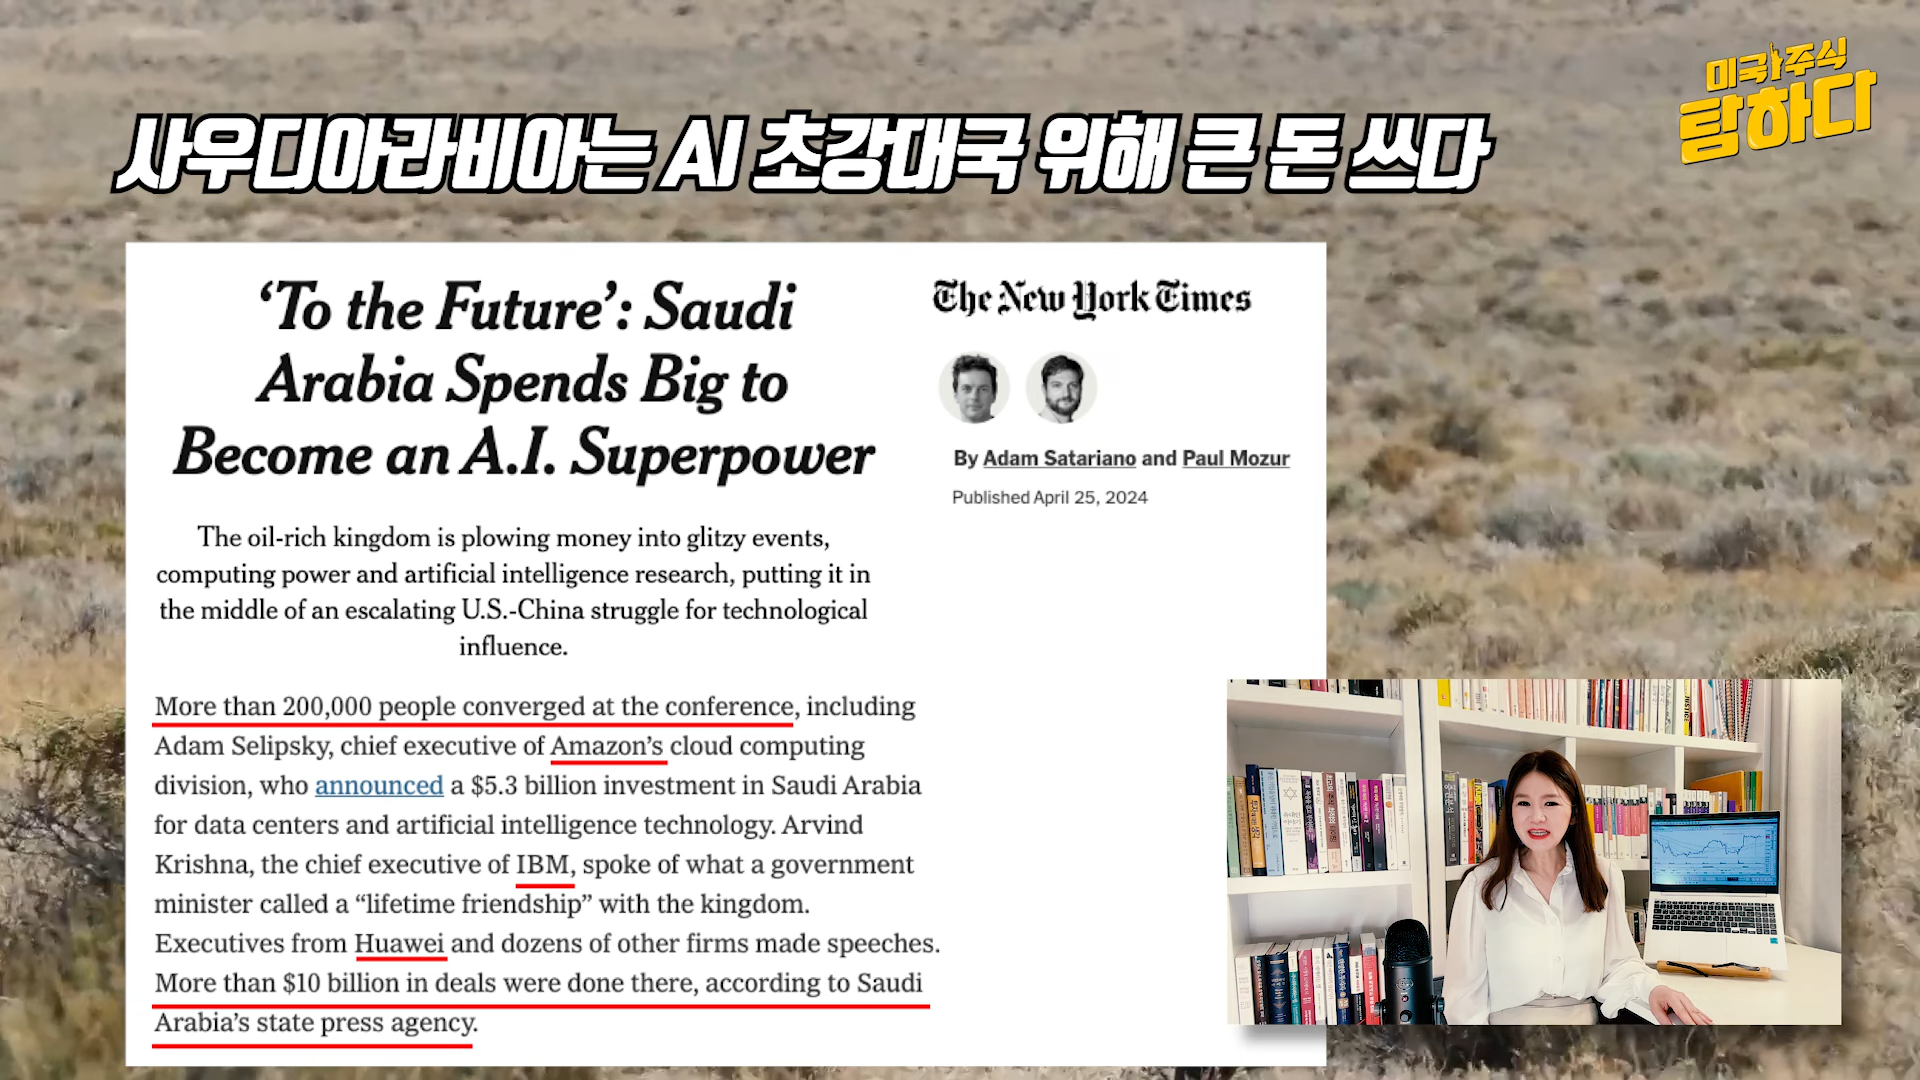 미국주식
탐하다
사우디아라비아는 AI 초강대국 위해 큰 돈 쓰다
‘To the Future’: Saudi
Arabia Spends Big to
Become an A.I. Superpower
The New York Times
By Adam Satariano and Paul Mozur
Published April 25, 2024
The oil-rich kingdom is plowing money into glitzy events,
computing power and artificial intelligence research, putting it in
the middle of an escalating U.S.-China struggle for technological
influence.
More than 200,000 people converged at the conference, including
Adam Selipsky, chief executive of Amazon’s cloud computing
division, who announced a $5.3 billion investment in Saudi Arabia
for data centers and artificial intelligence technology. Arvind
Krishna, the chief executive of IBM, spoke of what a government
minister called a “lifetime friendship” with the kingdom.
Executives from Huawei and dozens of other firms made speeches.
More than $10 billion in deals were done there, according to Saudi
Arabia’s state press agency.
JUSTICE